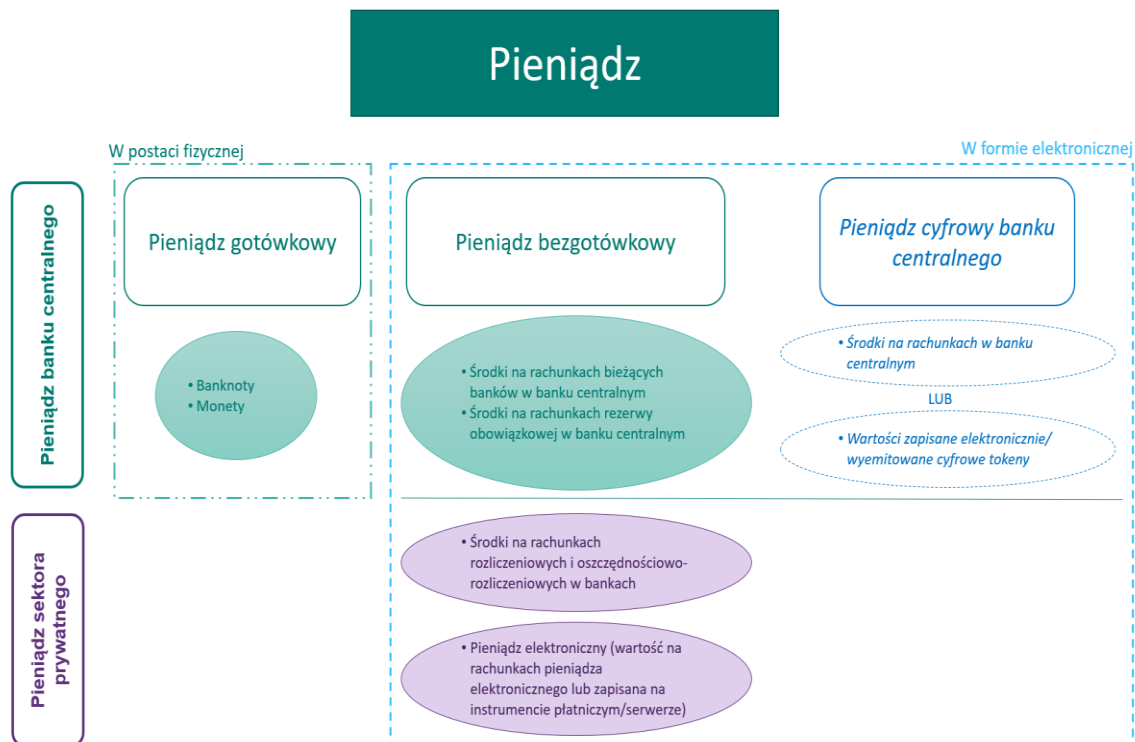 Pieniądz
W postaci fizycznej
W formie elektronicznej
Pieniądz banku centralnego
Pieniądz gotówkowy
Pieniądz bezgotówkowy
Pieniądz cyfrowy banku
centralnego
• Banknoty
• Monety
• Środki na rachunkach bieżących
banków w banku centralnym
• Środki na rachunkach rezerwy
obowiązkowej w banku centralnym
• Środki na rachunkach w banku
centralnym
LUB
• Wartości zapisane elektronicznie/
wyemitowane cyfrowe tokeny
Pieniądz sektora
prywatnego
• Środki na rachunkach
rozliczeniowych i oszczędnościowo-
rozliczeniowych w bankach
• Pieniądz elektroniczny (wartość na
rachunkach pieniądza
elektronicznego lub zapisana na
instrumencie płatniczym/serwerze)